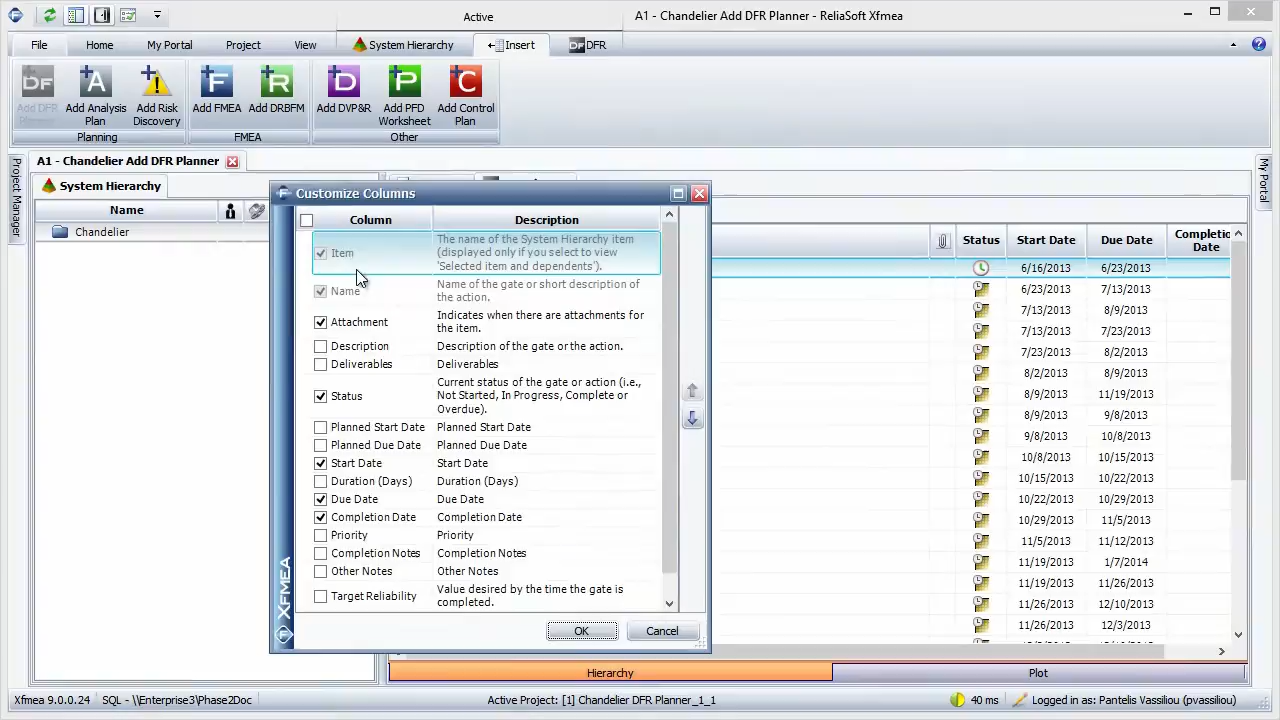 Active
A1 - Chandelier Add DFR Planner - ReliaSoft Xfmea
File
Home
My Portal
Project
View
System Hierarchy
Insert
DFR
Add DFR
Add Analysis
Plan
Add Risk
Discovery
Add FMEA
Add DRBFM
Add DVP&R
Add PFD
Worksheet
Add Control
Plan
Planning
FMEA
Other
A1 - Chandelier Add DFR Planner
Project Manager
My Portal
System Hierarchy
Name
Chandelier
Customize Columns
Column Description
Item The name of the System Hierarchy item
(displayed only if you select to view
'Selected item and dependents').
Name Name of the gate or short description of
the action.
Attachment Indicates when there are attachments for
the item.
Description Description of the gate or the action.
Deliverables Deliverables
Status Current status of the gate or action (i.e.,
Not Started, In Progress, Complete or
Overdue).
Planned Start Date Planned Start Date
Planned Due Date Planned Due Date
Start Date Start Date
Duration (Days) Duration (Days)
Due Date Due Date
Completion Date Completion Date
Priority Priority
Completion Notes Completion Notes
Other Notes Other Notes
Target Reliability Value desired by the time the gate is
completed.
XFMEA
OK
Cancel
Status Start Date Due Date Completio
Date
6/16/2013 6/23/2013
6/23/2013 7/13/2013
7/13/2013 8/9/2013
7/13/2013 7/23/2013
7/23/2013 8/2/2013
8/2/2013 8/9/2013
8/9/2013 11/19/2013
8/9/2013 9/8/2013
9/8/2013 10/8/2013
10/8/2013 10/15/2013
10/15/2013 10/22/2013
10/22/2013 10/29/2013
10/29/2013 11/5/2013
11/5/2013 11/12/2013
11/19/2013 1/7/2014
11/19/2013 11/26/2013
11/26/2013 12/10/2013
11/26/2013 12/3/2013
Hierarchy
Plot
Xfmea 9.0.0.24
SQL - \\Enterprise3\Phase2Doc
Active Project: [1] Chandelier DFR Planner_1_1
40 ms
Logged in as: Pantelis Vassiliou (pvassiliou)